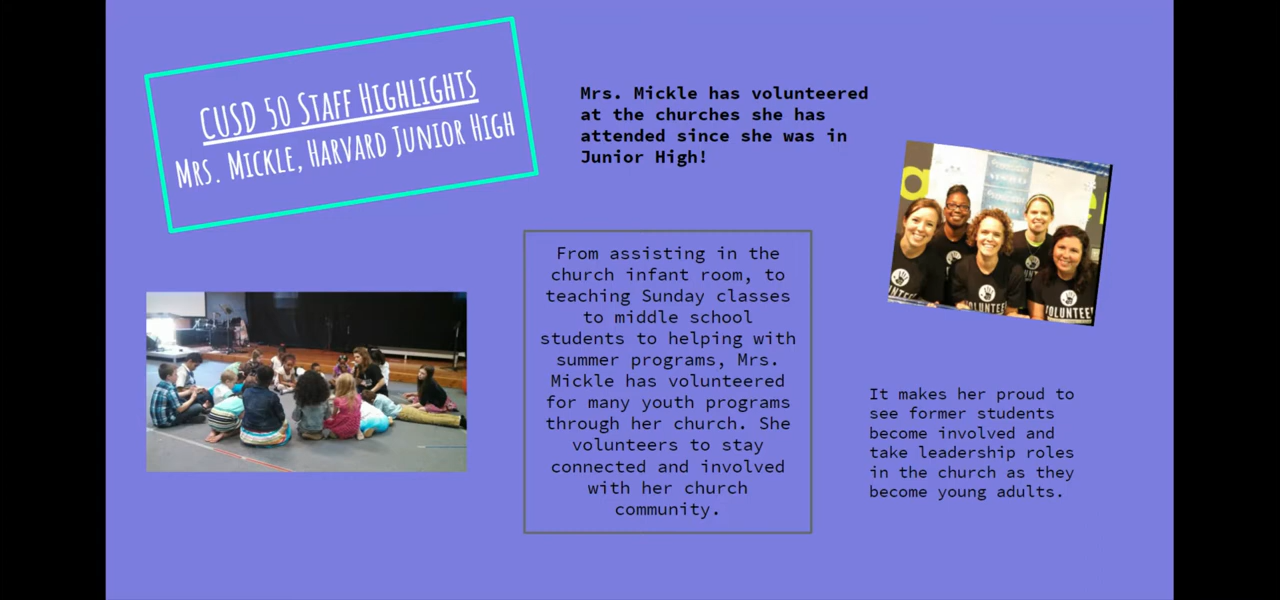 CUSD 50 Staff Highlights
Mrs. Mickle, Harvard Junior High
Mrs. Mickle has volunteered
at the churches she has
attended since she was in
Junior High!
From assisting in the
church infant room, to
teaching Sunday classes
to middle school
students to helping with
summer programs, Mrs.
Mickle has volunteered
for many youth programs
through her church. She
volunteers to stay
connected and involved
with her church
community.
It makes her proud to
see former students
become involved and
take leadership roles
in the church as they
become young adults.